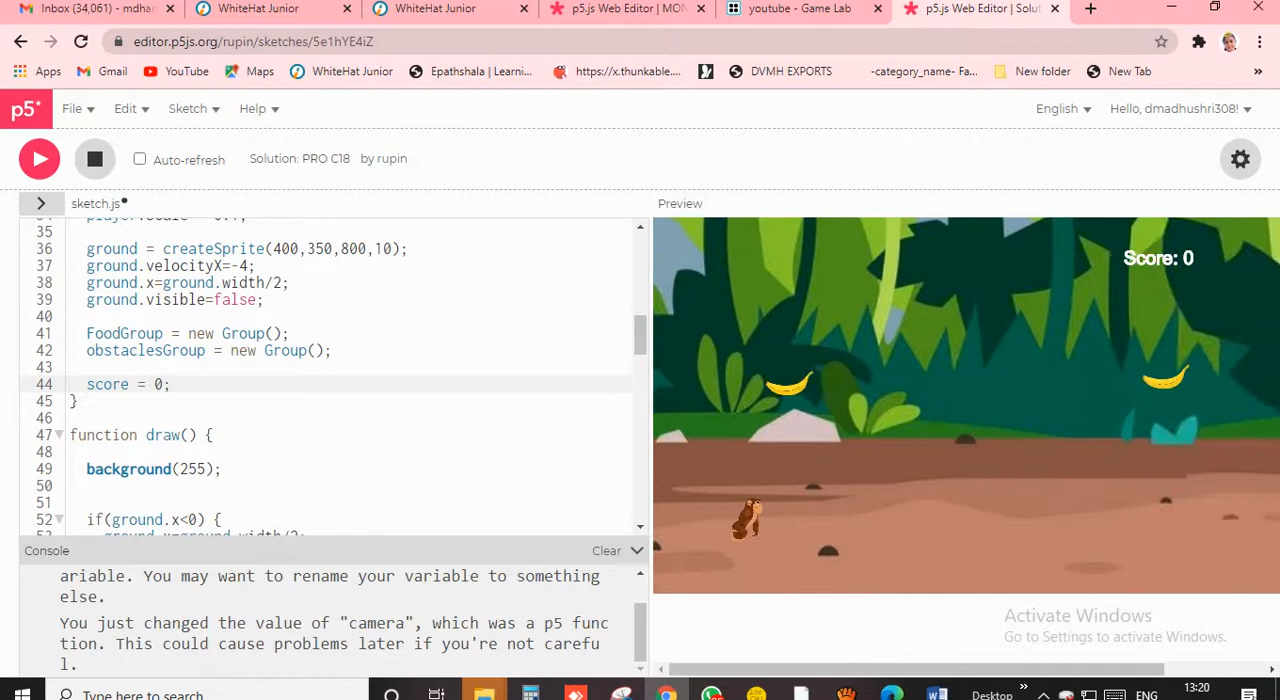 Inbox (34,061) - mdhan
WhiteHat Junior
WhiteHat Junior
p5.js Web Editor | MON
youtube - Game Lab
p5.js Web Editor | Solut
editor.p5js.org/rupin/sketches/5e1hYE4iZ
Apps
Gmail
YouTube
Maps
WhiteHat Junior
Epathshala | Learni...
https://x.thunkable....
DVMH EXPORTS
-category_name- Fa...
New folder
New Tab
»
p5*
File
Edit
Sketch
Help
English
Hello, dmadhushri308!
Auto-refresh
Solution: PRO C18
by rupin
sketch.js
Preview
35
36 ground = createSprite(400,350,800,10);
37 ground.velocityX=-4;
38 ground.x=ground.width/2;
39 ground.visible=false;
40
41 FoodGroup = new Group();
42 obstaclesGroup = new Group();
43
44 score = 0;
45 }
46
47 function draw() {
48
49 background(255);
50
51
52 if(ground.x<0) {
ground.x=ground.width/2;
Score: 0
Console
Clear
ariable. You may want to rename your variable to something
else.
You just changed the value of "camera", which was a p5 func
tion. This could cause problems later if you're not carefu
l.
Activate Windows
Go to Settings to activate Windows.
Type here to search
Desktop
»
ENG
13:20